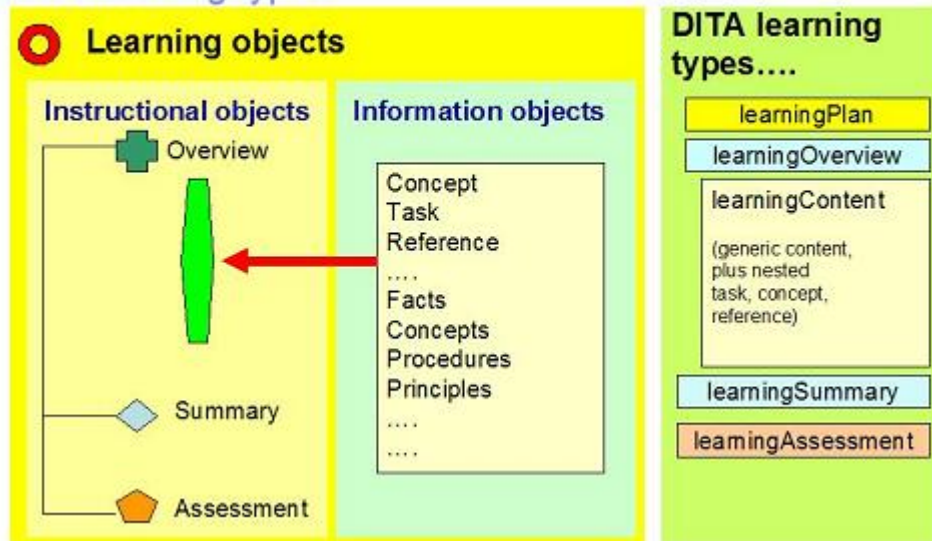 Learning objects
Instructional objects
Overview
Summary
Assessment
Information objects
Concept
Task
Reference
....
Facts
Concepts
Procedures
Principles
....
....
DITA learning
types....
learningPlan
learningOverview
learningContent
(generic content,
plus nested
task, concept,
reference)
learningSummary
learningAssessment